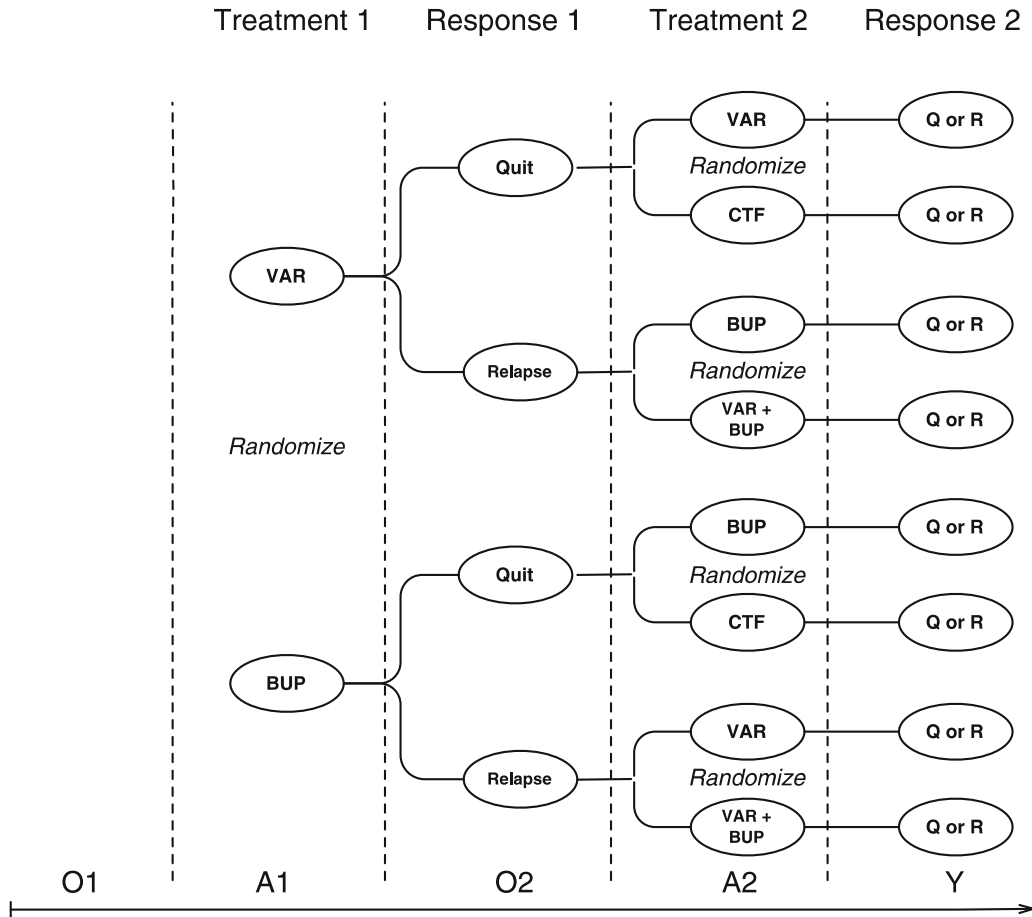 Treatment 1 Response 1 Treatment 2 Response 2
VAR Q or R
Quit Randomize
CTF Q or R
VAR
BUP Q or R
Relapse Randomize
VAR + BUP Q or R
Randomize
BUP Q or R
Quit Randomize
CTF Q or R
BUP
VAR Q or R
Relapse Randomize
VAR + BUP Q or R
O1 A1 O2 A2 Y